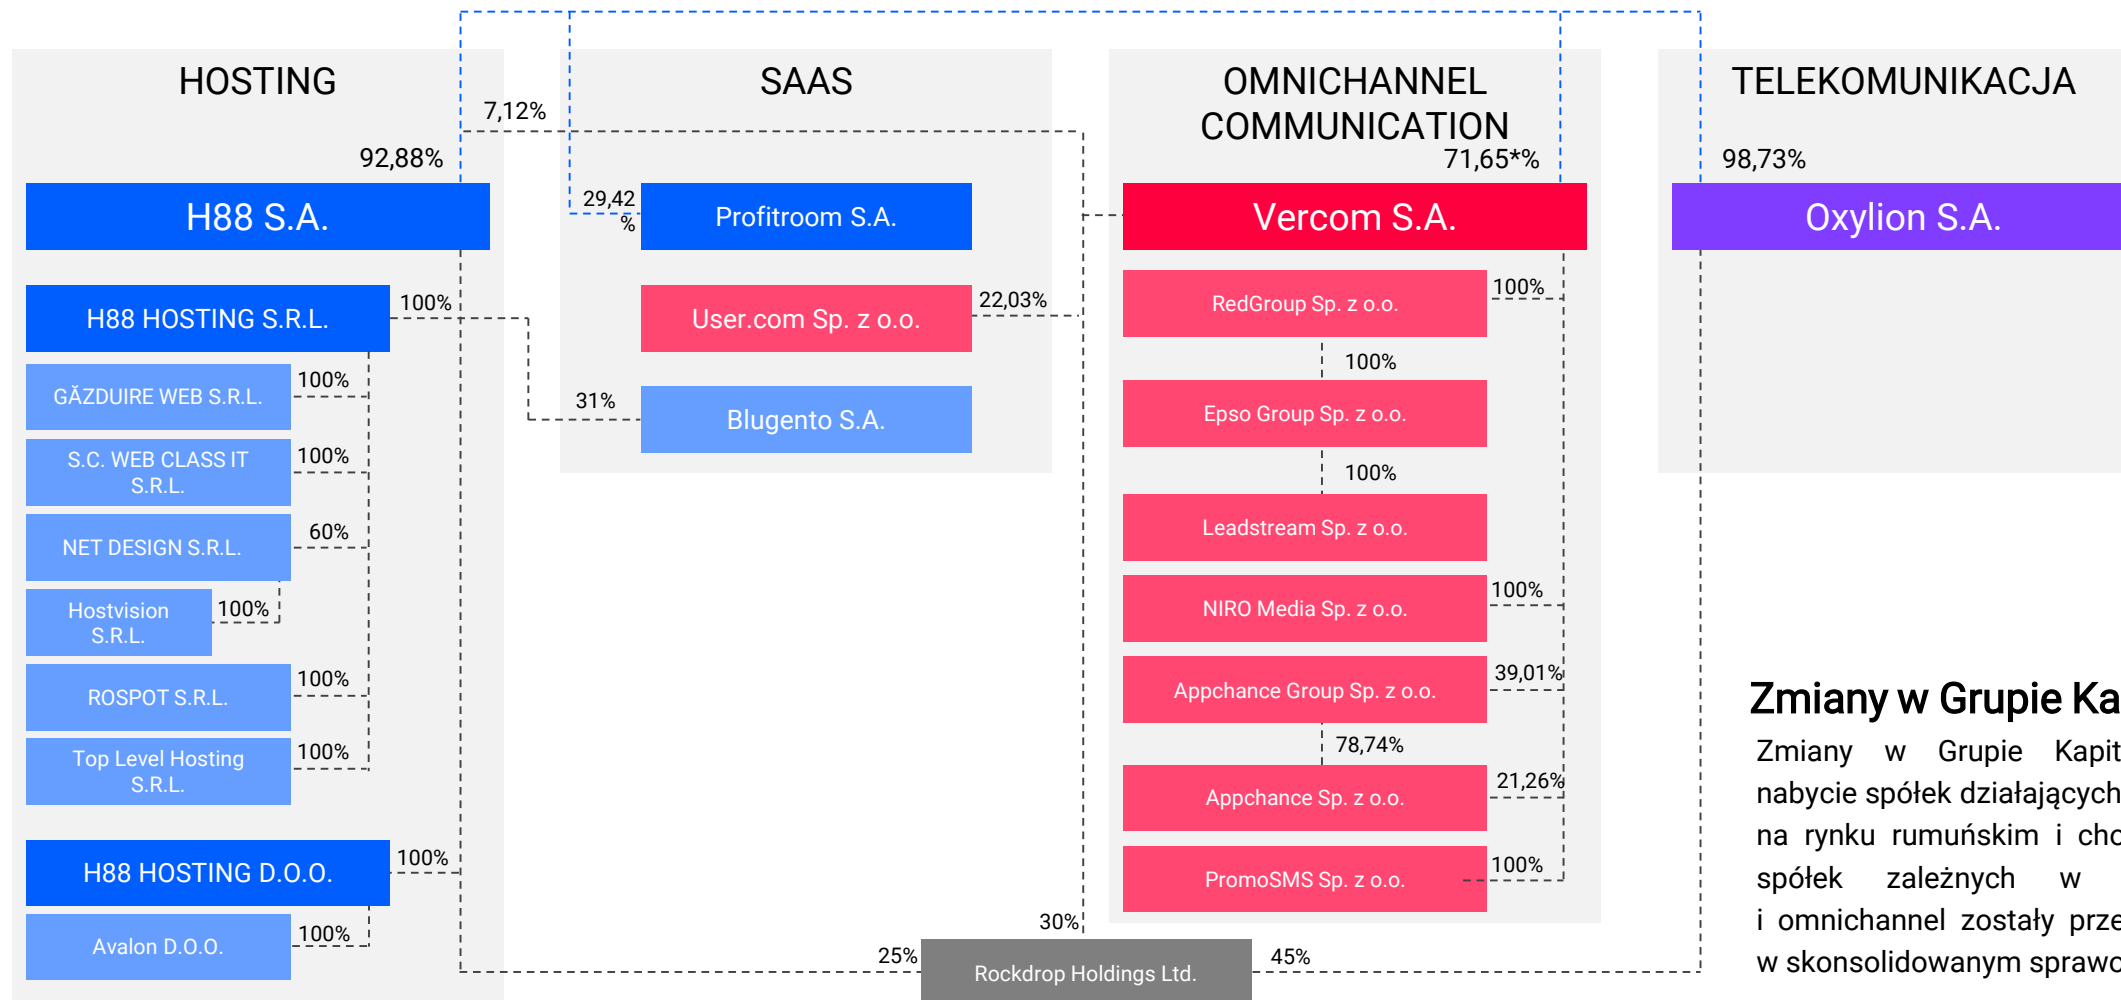 HOSTING
7,12%
92,88%
H88 S.A.
H88 HOSTING S.R.L.
100%
GĂZDUIRE WEB S.R.L.
100%
S.C. WEB CLASS IT
S.R.L.
100%
NET DESIGN S.R.L.
60%
Hostvision
S.R.L.
100%
ROSPOT S.R.L.
100%
Top Level Hosting
S.R.L.
100%
H88 HOSTING D.O.O.
100%
Avalon D.O.O.
100%
SAAS
29,42
%
Profitroom S.A.
User.com Sp. z o.o.
22,03%
31%
Blugento S.A.
OMNICHANNEL
COMMUNICATION
71,65*%
Vercom S.A.
RedGroup Sp. z o.o.
100%
100%
Epso Group Sp. z o.o.
100%
Leadstream Sp. z o.o.
NIRO Media Sp. z o.o.
100%
Appchance Group Sp. z o.o.
39,01%
78,74%
Appchance Sp. z o.o.
21,26%
PromoSMS Sp. z o.o.
100%
TELEKOMUNIKACJA
98,73%
Oxylion S.A.
30%
25%
Rockdrop Holdings Ltd.
45%
Zmiany w Grupie Ka
Zmiany w Grupie Kapit
nabycie spółek działających
na rynku rumuńskim i cho
spółek zależnych w
i omnichannel zostały prze
w skonsolidowanym sprawo